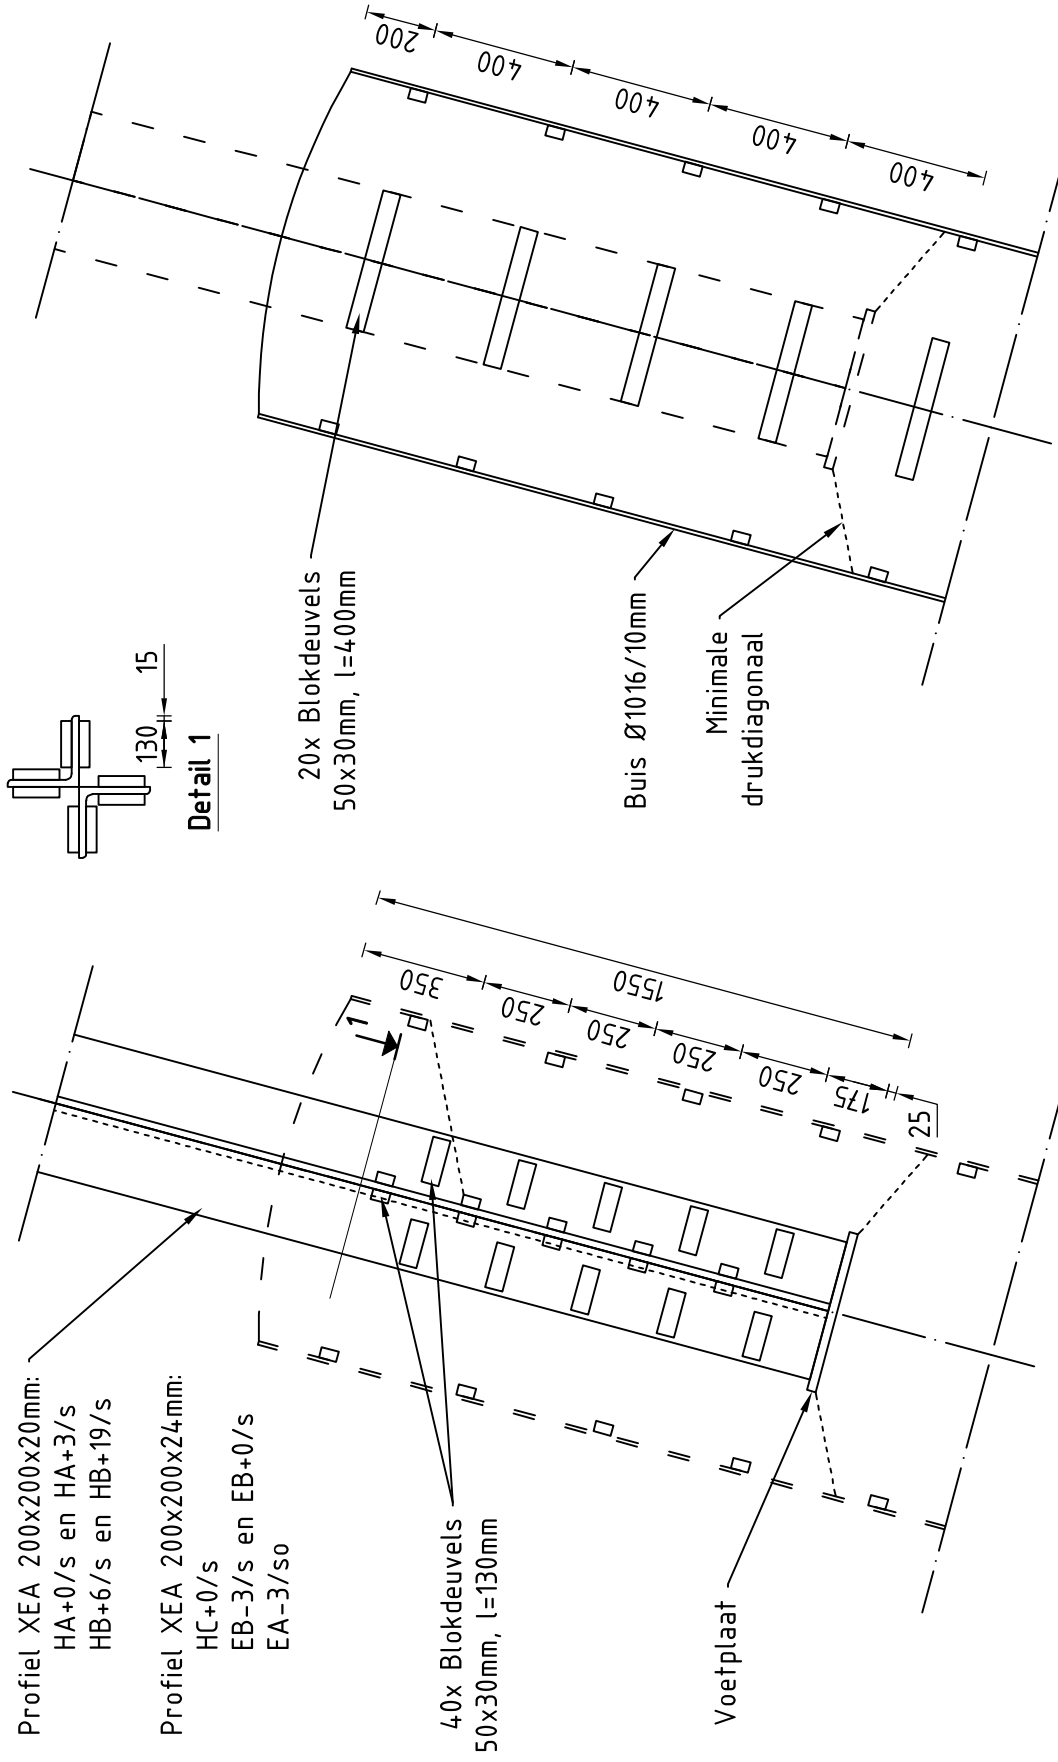 Profiel XEA 200x200x20mm:
HA+0/s en HA+3/s
HB+6/s en HB+19/s
Profiel XEA 200x200x24mm:
HC+0/s
EB-3/s en EB+0/s
EA-3/so
40x Blokdeuvels
50x30mm, l=130mm
Voetplaat
1
350
250
250
250
250
175
25
1550
130
15
Detail 1
20x Blokdeuvels
50x30mm, l=400mm
Buis Ø1016/10mm
Minimale
drukdiagonaal
200
400
400
400
400